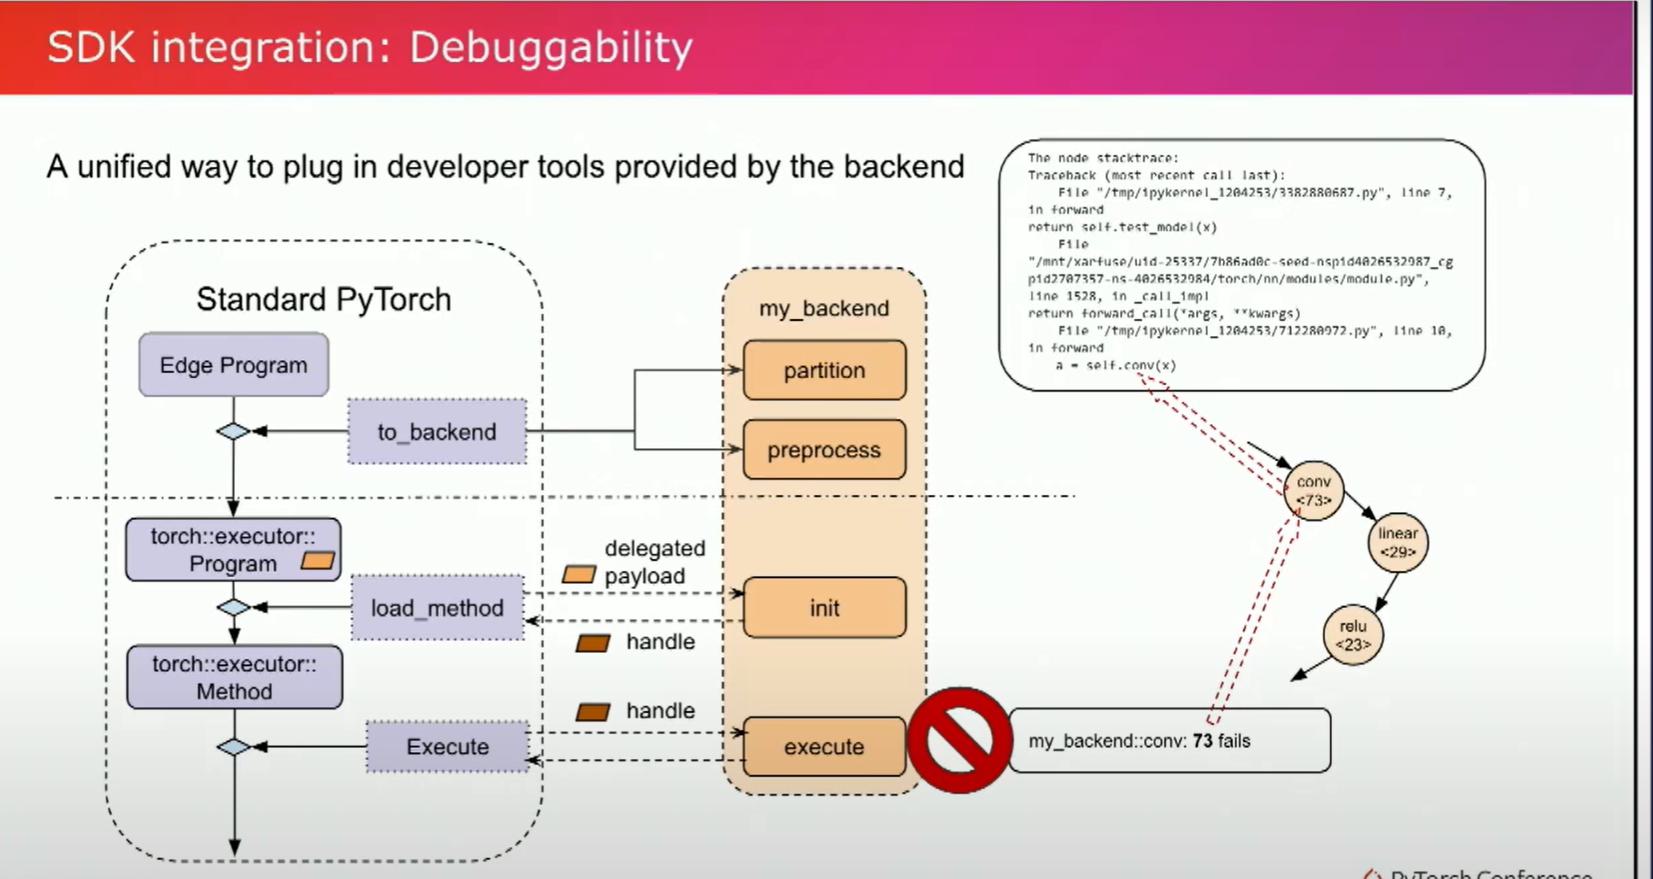 SDK integration: Debuggability
A unified way to plug in developer tools provided by the backend
The node stacktrace:
Traceback (most recent call last):
File "/tmp/ipykernel_1204253/3382880687.py", line 7,
in forward
return self.test_model(x)
File
"/mnt/xarfuse/uid-25337/7b86ad0c-seed-nspid4026532987_cg
pid2707357-ns-4026532984/torch/nn/modules/module.py",
line 1528, in _call_impl
return forward_call(*args, **kwargs)
File "/tmp/ipykernel_1204253/712280972.py", line 10,
in forward
a = self.conv(x)
Standard PyTorch
Edge Program
to_backend
my_backend
partition
preprocess
torch::executor::
Program
load_method
delegated
payload
handle
init
torch::executor::
Method
Execute
handle
execute
conv
<73>
linear
<29>
relu
<23>
my_backend::conv: 73 fails
PyTorch Conference